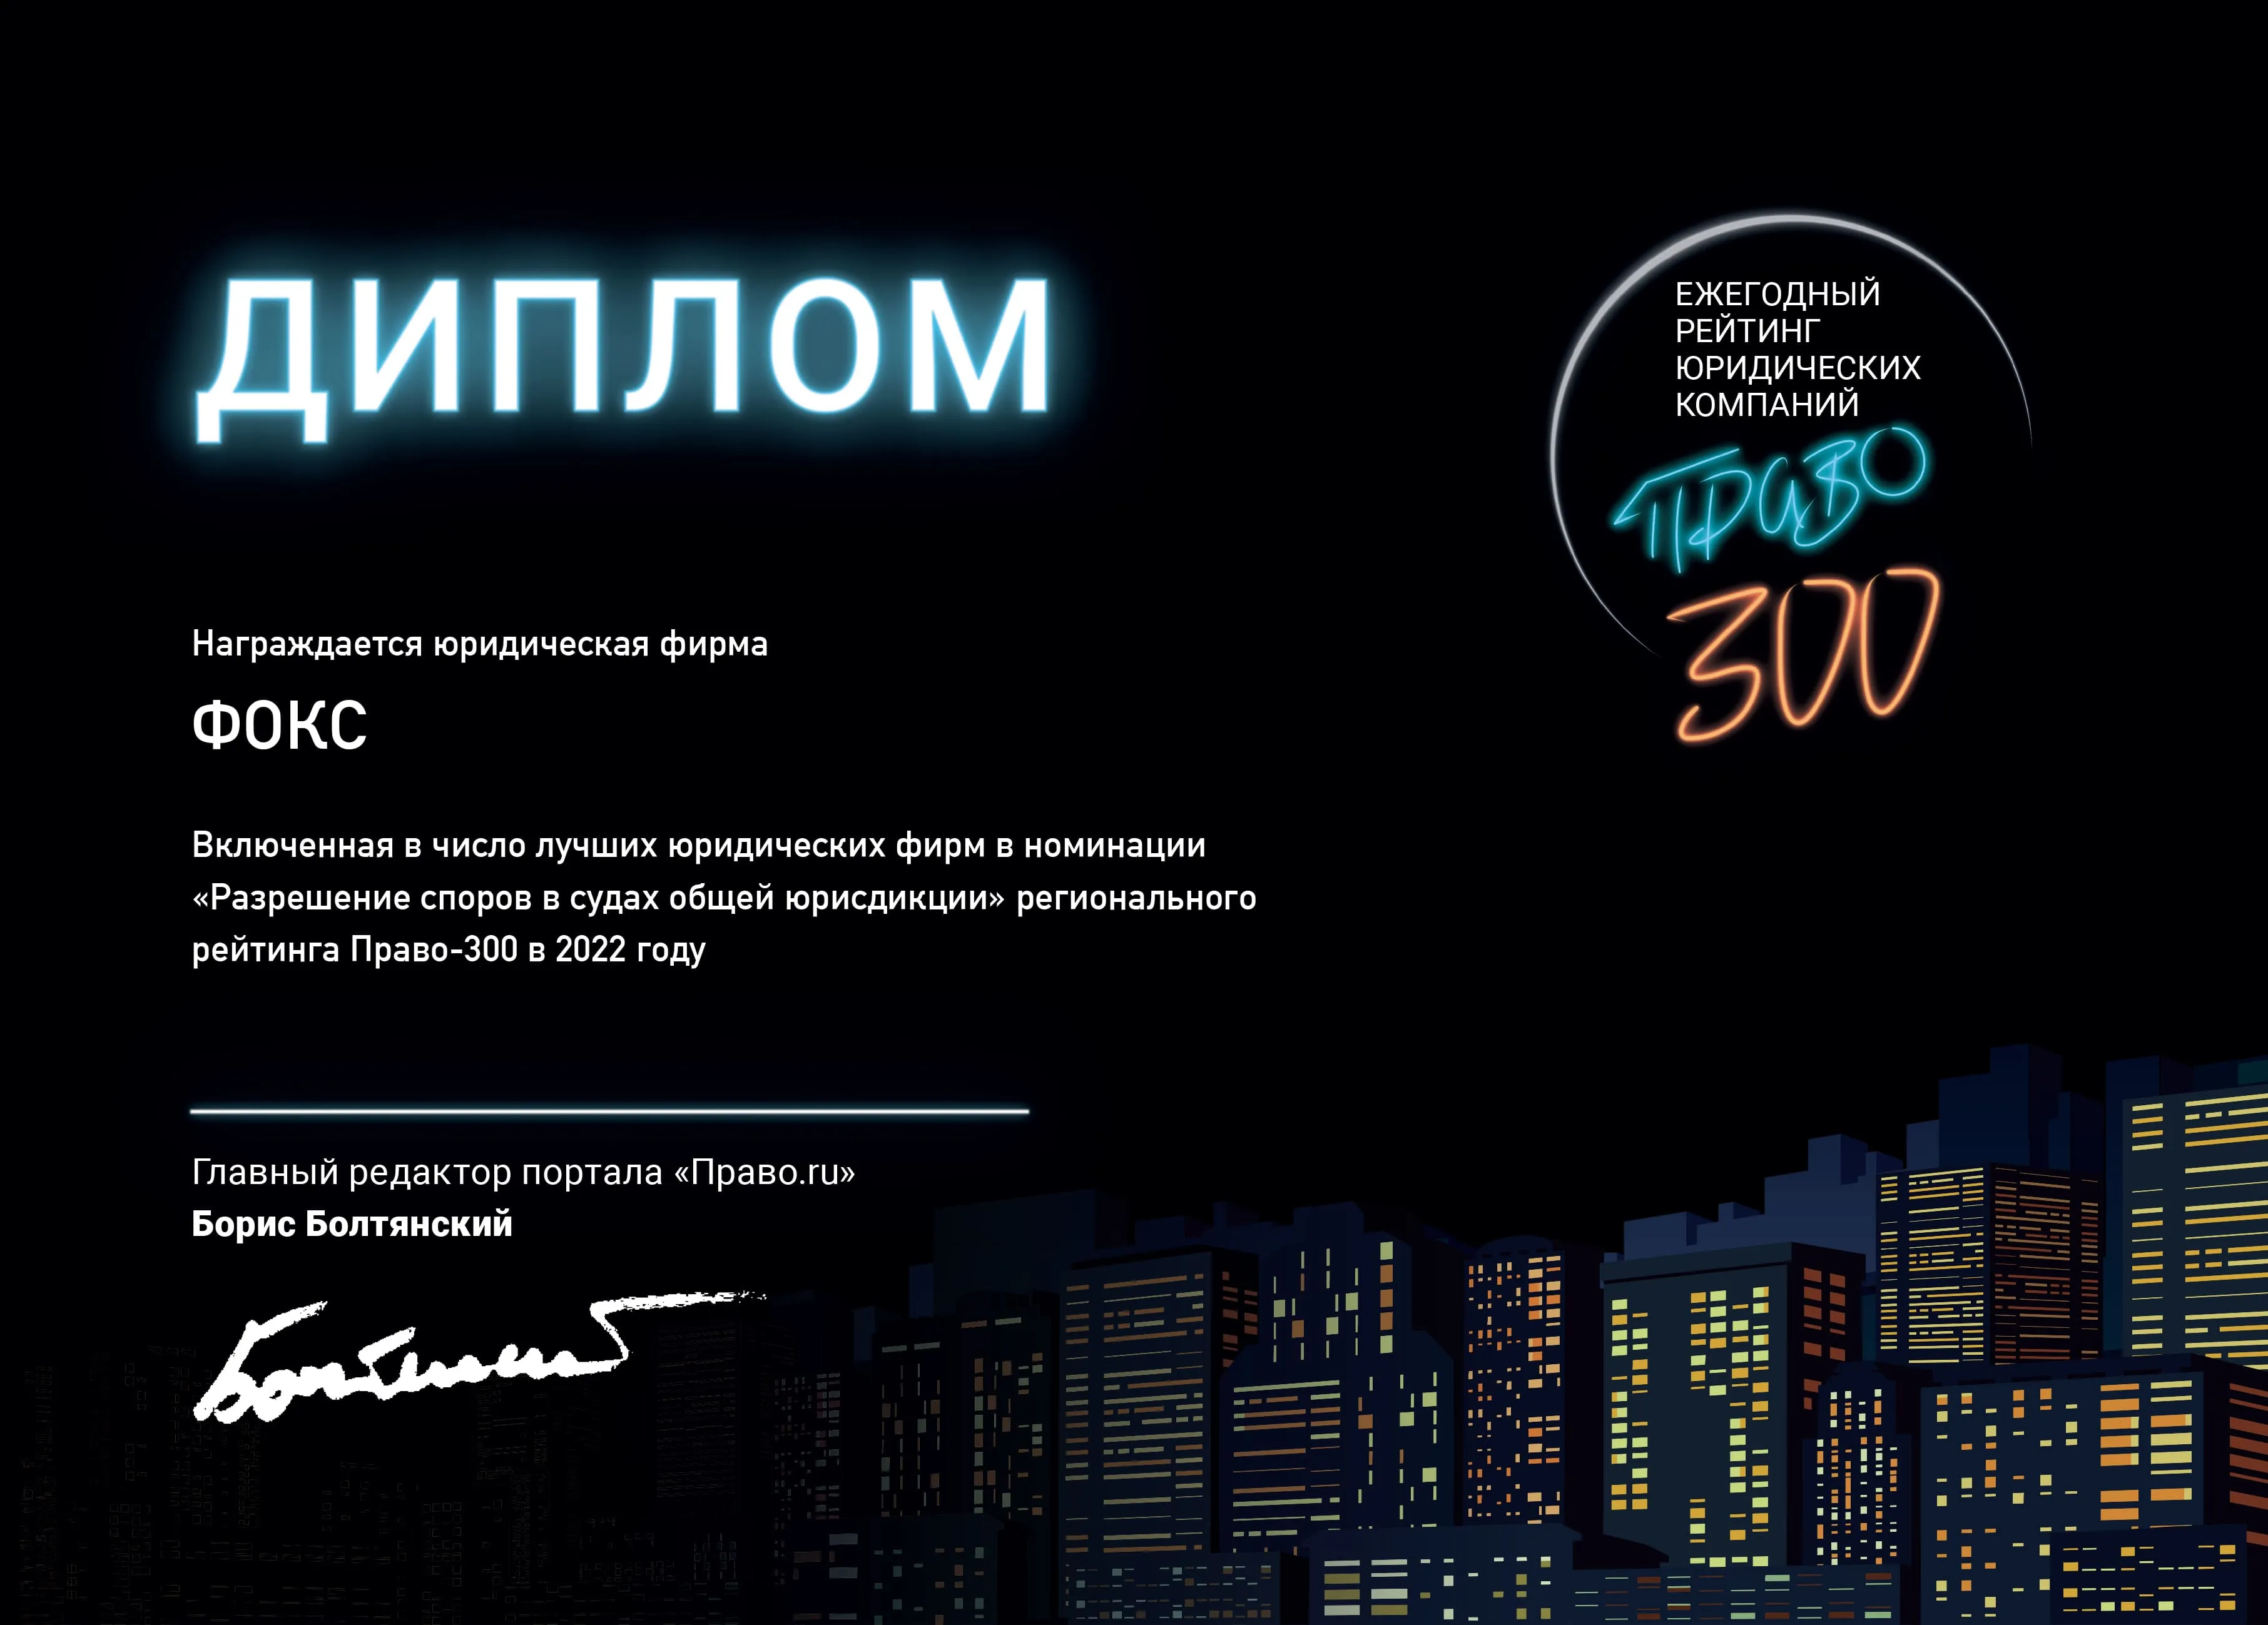 ДИПЛОМ
ЕЖЕГОДНЫЙ
РЕЙТИНГ
ЮРИДИЧЕСКИХ
КОМПАНИЙ
ПРАВО
300
Награждается юридическая фирма
ФОКС
Включенная в число лучших юридических фирм в номинации
«Разрешение споров в судах общей юрисдикции» регионального
рейтинга Право-300 в 2022 году
Главный редактор портала «Право.ru»
Борис Болтянский